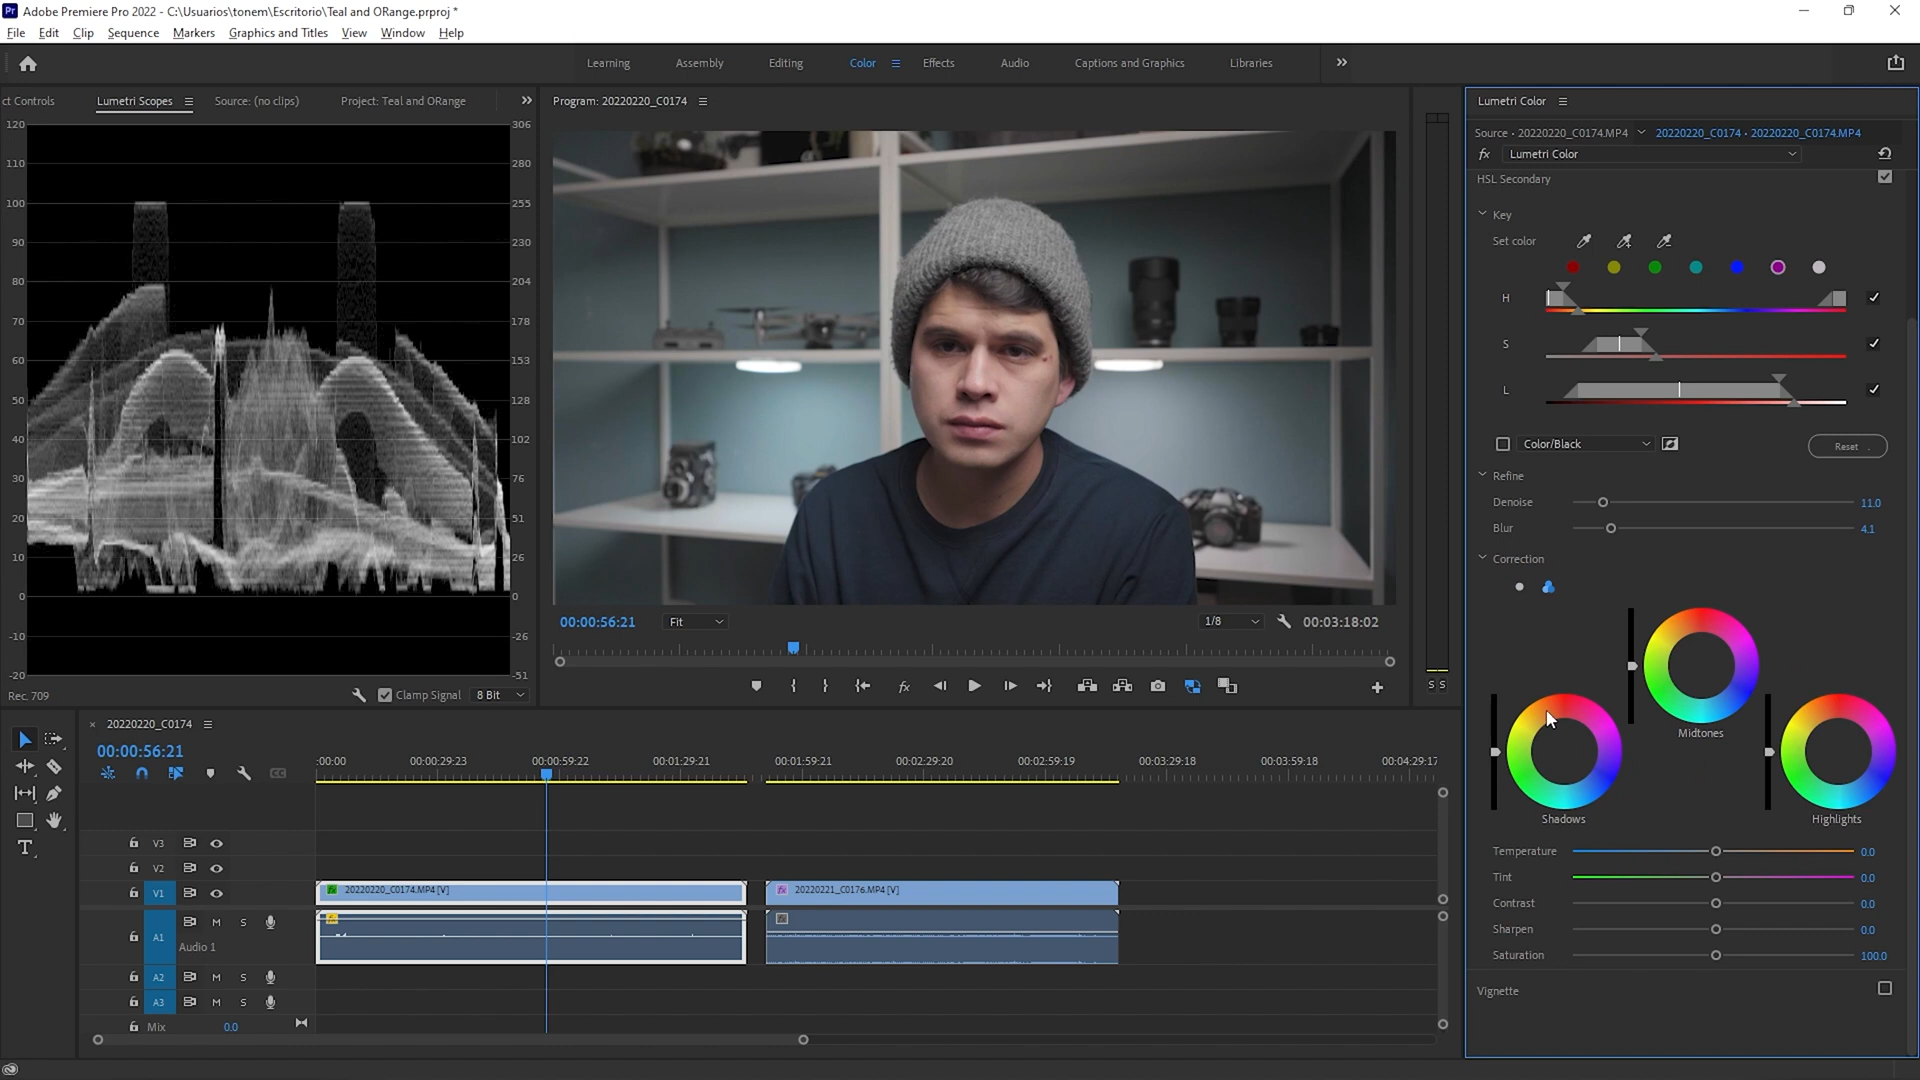 Pr Adobe Premiere Pro 2022 - C:\Usuarios\tonem\Escritorio\Teal and ORange.prproj *
File Edit Clip Sequence Markers Graphics and Titles View Window Help
Learning Assembly Editing Color Effects Audio Captions and Graphics Libraries
ct Controls Lumetri Scopes Source: (no clips) Project: Teal and ORange
Program: 20220220_C0174
Lumetri Color
Source • 20220220_C0174.MP4 20220220_C0174 • 20220220_C0174.MP4
fx Lumetri Color
HSL Secondary
Key
Set color
H
S
L
Color/Black Reset
Refine
Denoise 11.0
Blur 4.1
Correction
Midtones
Shadows Highlights
Temperature 0.0
Tint 0.0
Contrast 0.0
Sharpen 0.0
Saturation 100.0
Vignette
120 306
110 280
100 255
90 230
80 204
70 178
60 153
50 128
40 102
30 76
20 51
10 26
0 0
-10 -26
-20 -51
Rec. 709 Clamp Signal 8 Bit
00:00:56:21 Fit 1/8 00:03:18:02
fx
S S
× 20220220_C0174
00:00:56:21
:00:00 00:00:29:23 00:00:59:22 00:01:29:21 00:01:59:21 00:02:29:20 00:02:59:19 00:03:29:18 00:03:59:18 00:04:29:17
V3
V2
V1 fx 20220220_C0174.MP4 [V] fx 20220221_C0176.MP4 [V]
A1 M S
Audio 1
A2 M S
A3 M S
Mix 0.0